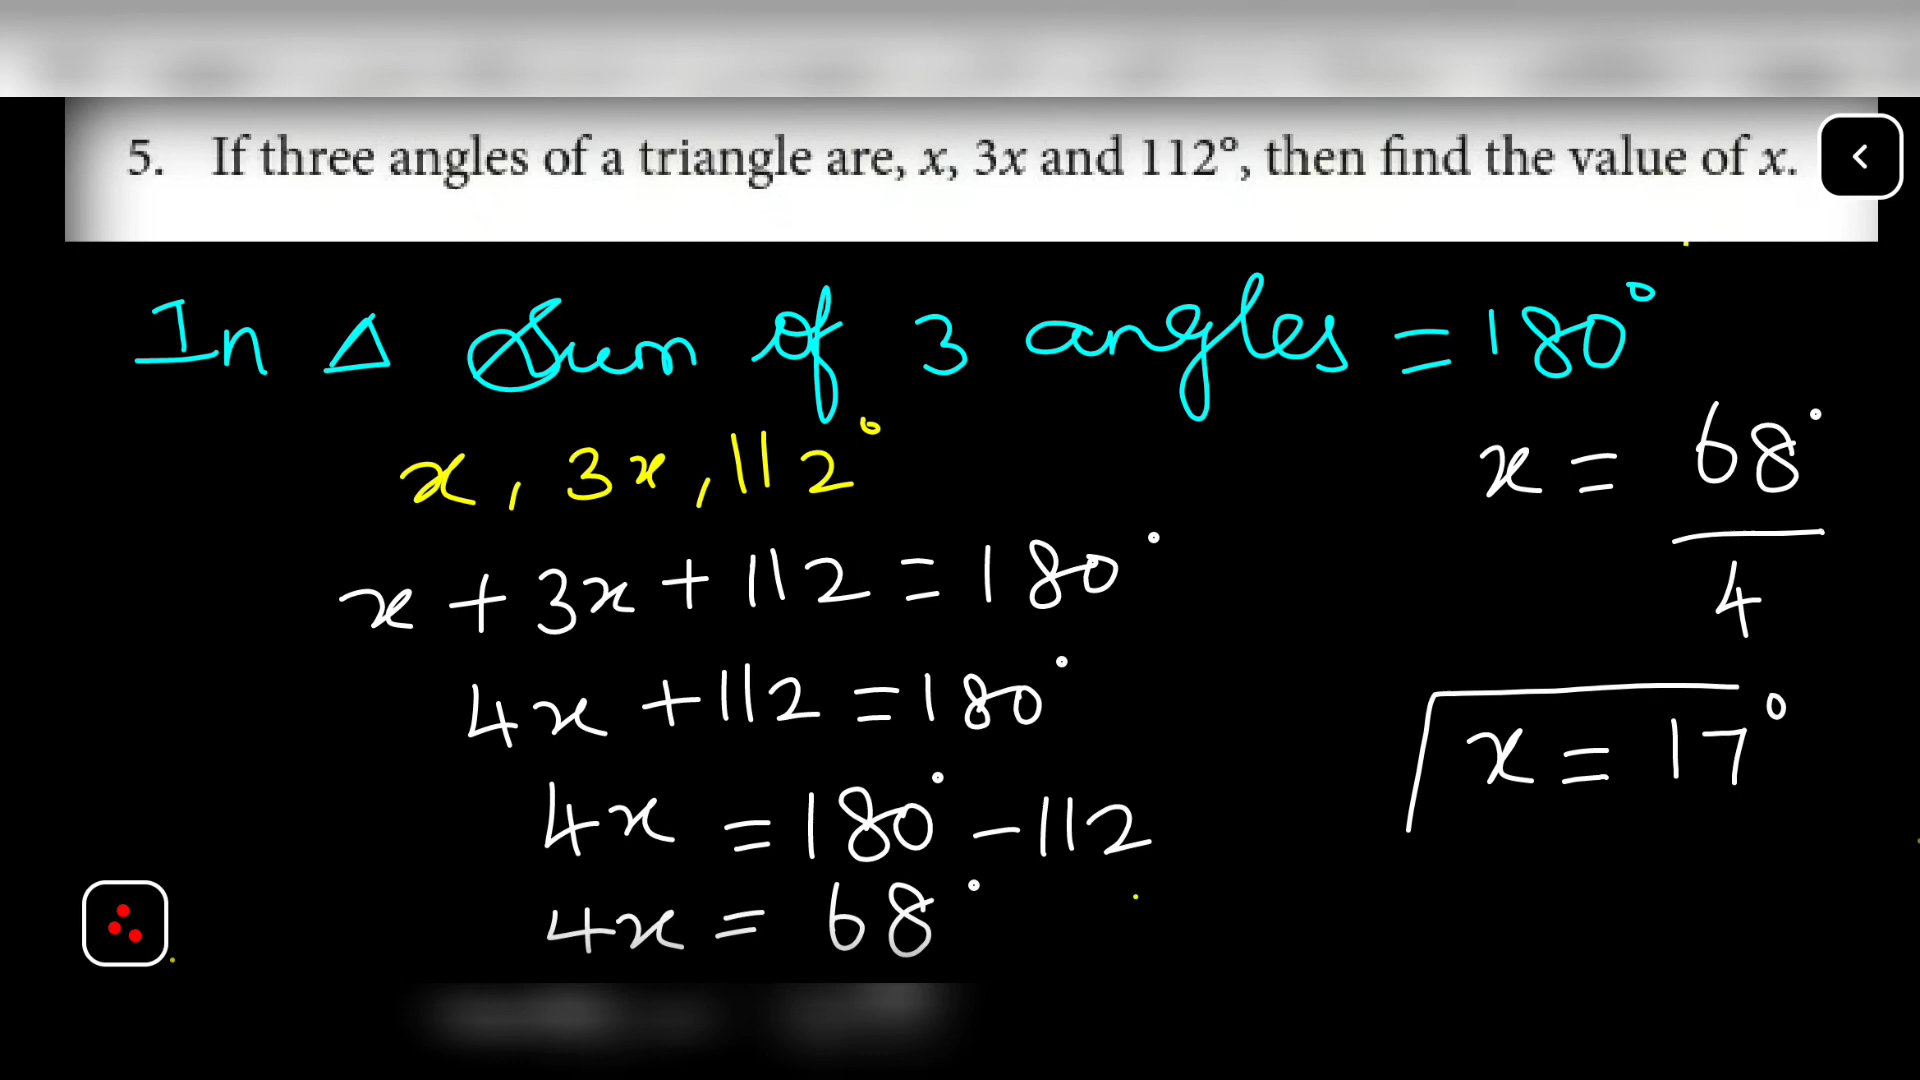 5. If three angles of a triangle are, x, 3x and 112°, then find the value of x.
In △ Sum of 3 angles = 180°
x, 3x, 112°
x + 3x + 112 = 180°
4x + 112 = 180°
4x = 180° - 112
4x = 68°
x = 68°
4
x = 17°